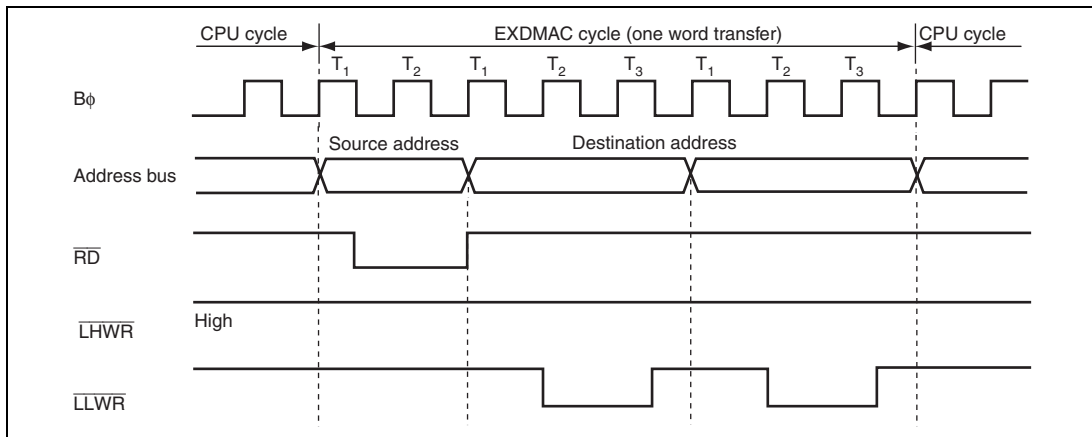 CPU cycle EXDMAC cycle (one word transfer) CPU cycle
T1 T2 T1 T2 T3 T1 T2 T3
Bϕ
Source address Destination address
Address bus
RD
High
LHWR
LLWR